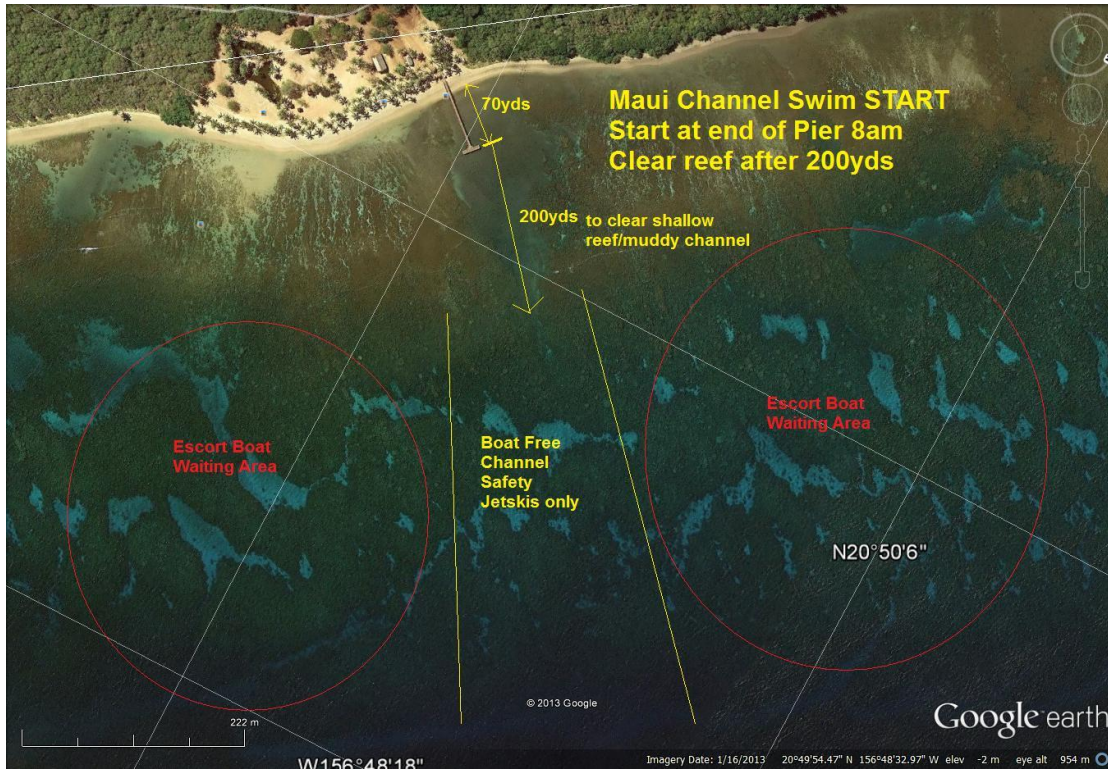 70yds
Maui Channel Swim START
Start at end of Pier 8am
Clear reef after 200yds
200yds to clear shallow
reef/muddy channel
Escort Boat
Waiting Area
Escort Boat
Waiting Area
Boat Free
Channel
Safety
Jetskis only
N20°50'6"
© 2013 Google
Google earth
222 m
W156°48'18"
Imagery Date: 1/16/2013 20°49'54.47" N 156°48'32.97" W elev -2 m eye alt 954 m